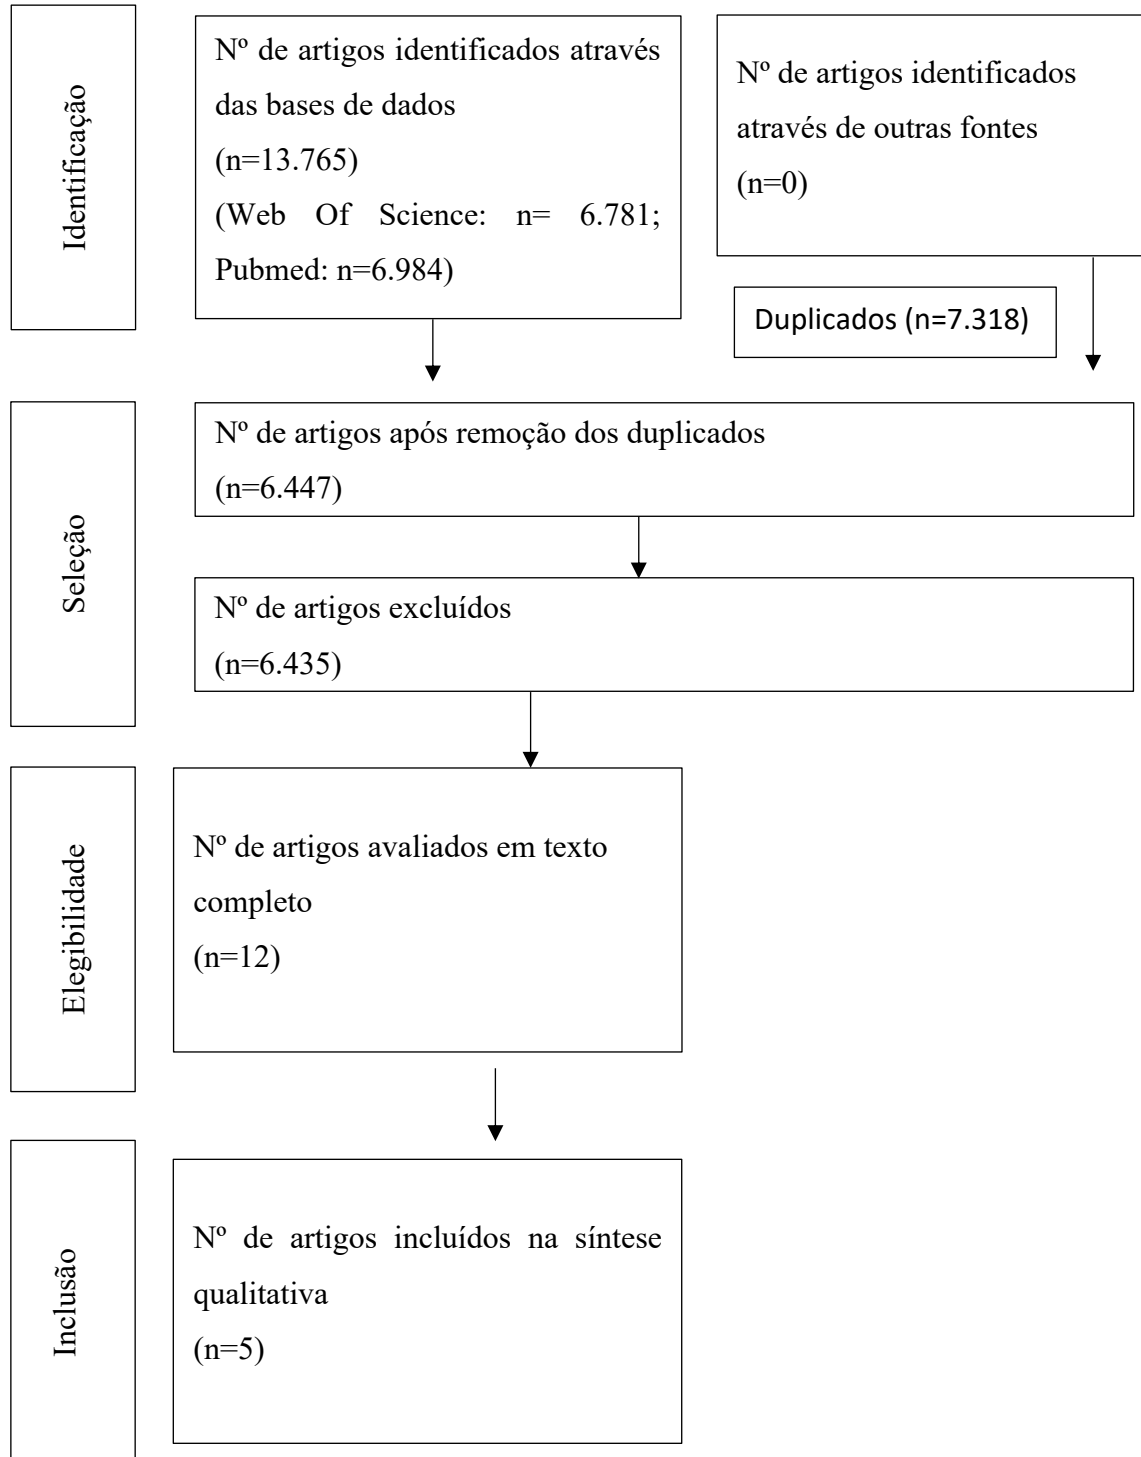 Identificação
Nº de artigos identificados através
das bases de dados
(n=13.765)
(Web Of Science: n= 6.781;
Pubmed: n=6.984)
Nº de artigos identificados
através de outras fontes
(n=0)
Duplicados (n=7.318)
Seleção
Nº de artigos após remoção dos duplicados
(n=6.447)
Nº de artigos excluídos
(n=6.435)
Elegibilidade
Nº de artigos avaliados em texto
completo
(n=12)
Inclusão
Nº de artigos incluídos na síntese
qualitativa
(n=5)